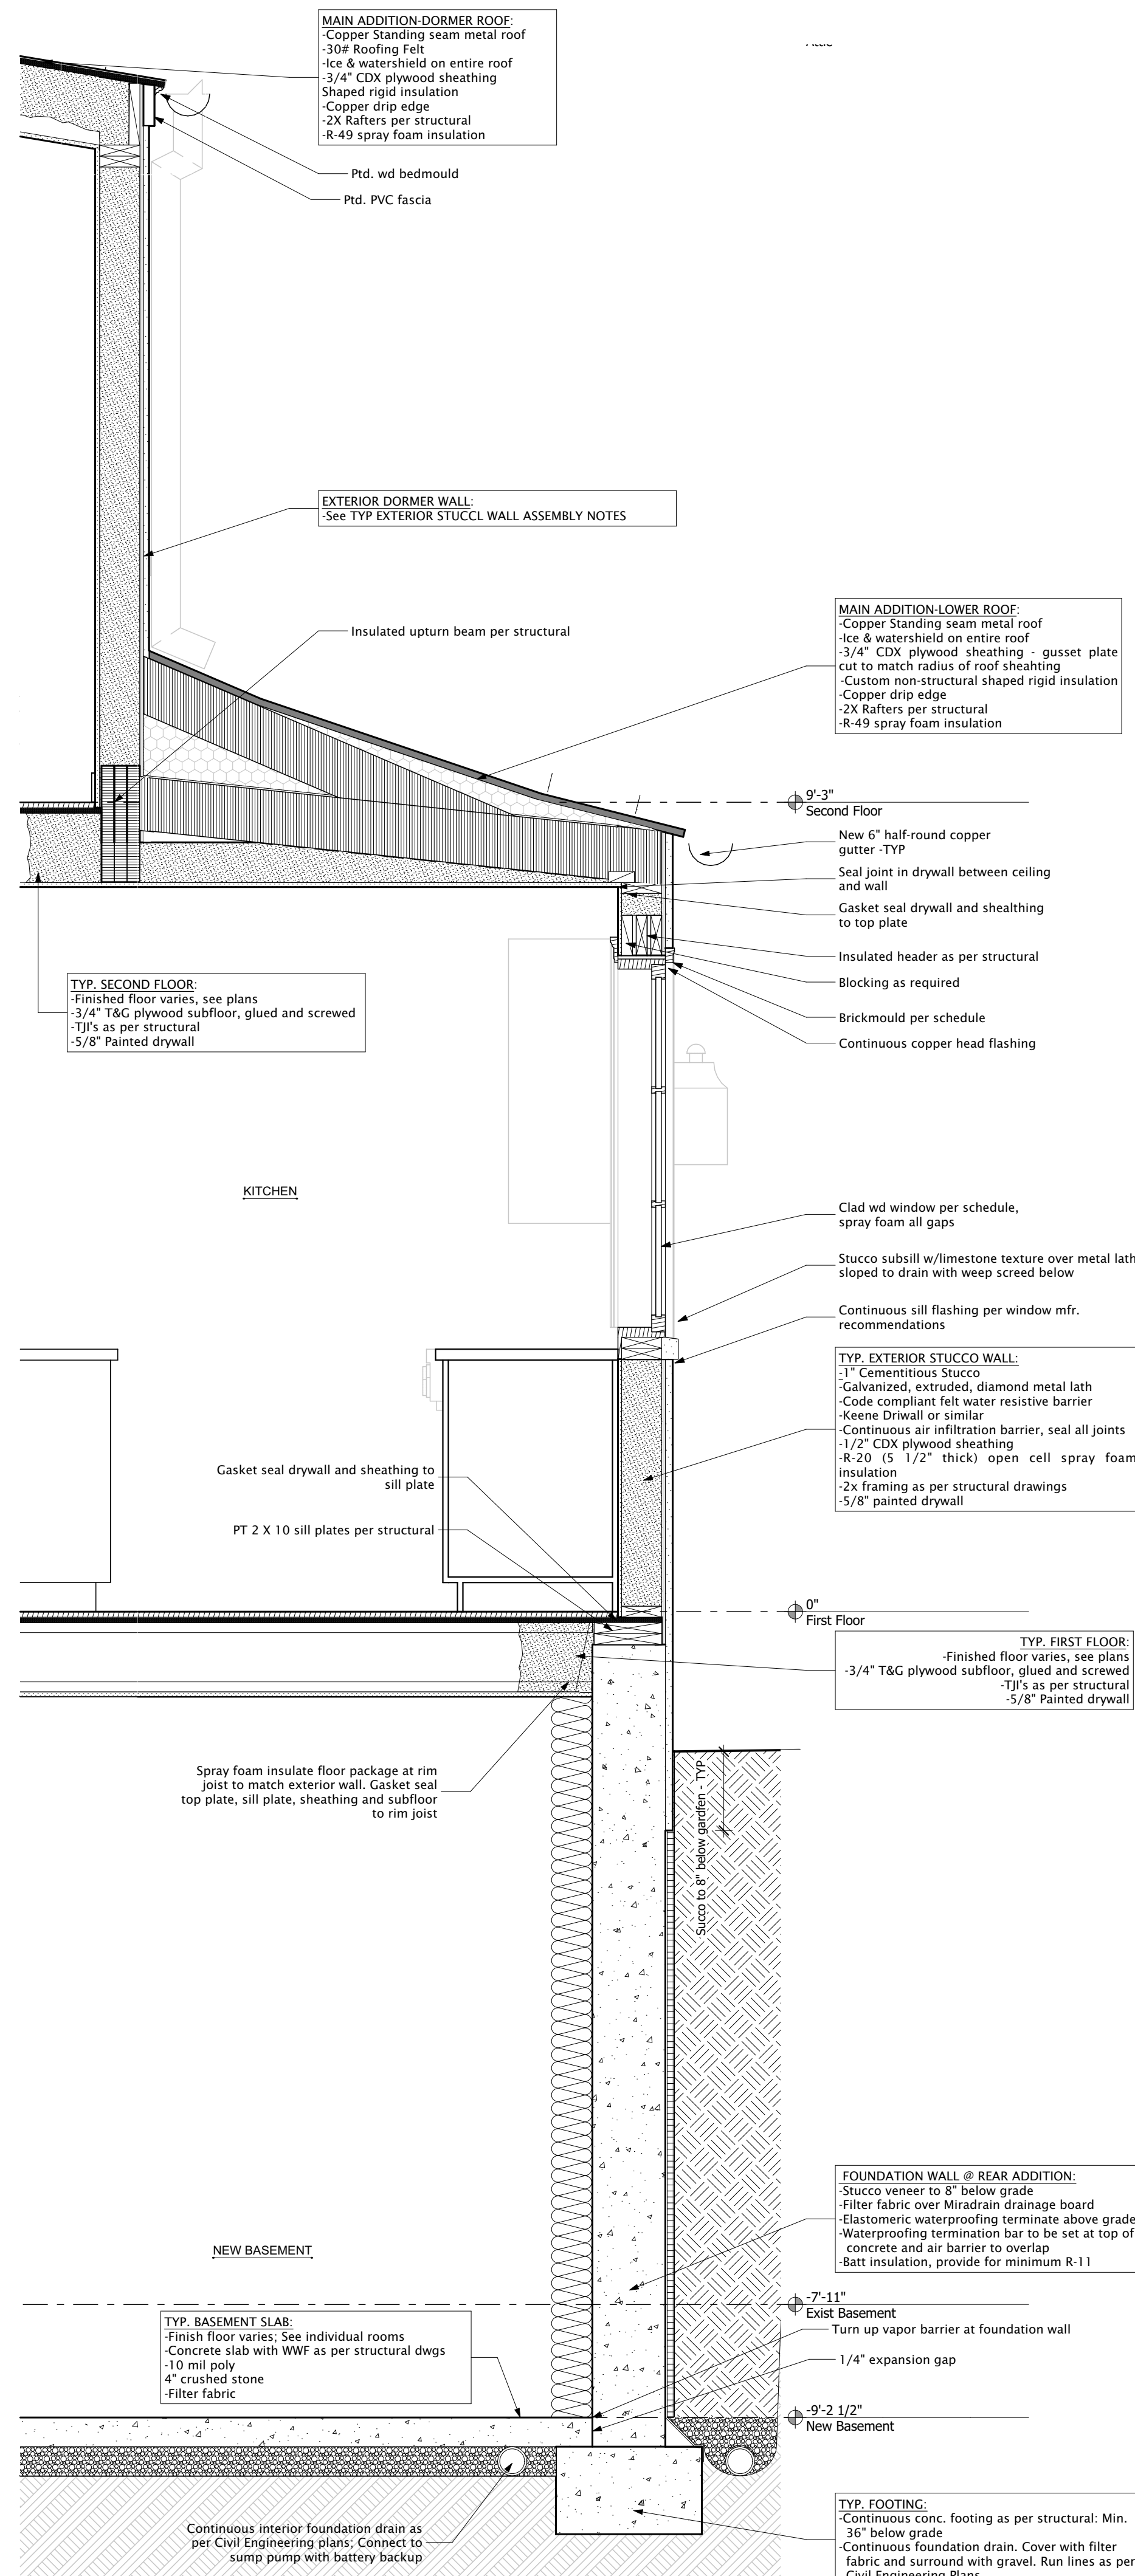 MAIN ADDITION-DORMER ROOF:
-Copper Standing seam metal roof
-30# Roofing Felt
-Ice & watershield on entire roof
-3/4" CDX plywood sheathing
Shaped rigid insulation
-Copper drip edge
-2X Rafters per structural
-R-49 spray foam insulation
Ptd. wd bedmould
Ptd. PVC fascia
EXTERIOR DORMER WALL:
-See TYP EXTERIOR STUCCL WALL ASSEMBLY NOTES
Insulated upturn beam per structural
MAIN ADDITION-LOWER ROOF:
-Copper Standing seam metal roof
-Ice & watershield on entire roof
-3/4" CDX plywood sheathing - gusset plate
cut to match radius of roof sheahting
-Custom non-structural shaped rigid insulation
-Copper drip edge
-2X Rafters per structural
-R-49 spray foam insulation
9'-3"
Second Floor
New 6" half-round copper
gutter -TYP
Seal joint in drywall between ceiling
and wall
Gasket seal drywall and shealthing
to top plate
Insulated header as per structural
Blocking as required
Brickmould per schedule
Continuous copper head flashing
TYP. SECOND FLOOR:
-Finished floor varies, see plans
-3/4" T&G plywood subfloor, glued and screwed
-TJI's as per structural
-5/8" Painted drywall
KITCHEN
Clad wd window per schedule,
spray foam all gaps
Stucco subsill w/limestone texture over metal lath
sloped to drain with weep screed below
Continuous sill flashing per window mfr.
recommendations
TYP. EXTERIOR STUCCO WALL:
-1" Cementitious Stucco
-Galvanized, extruded, diamond metal lath
-Code compliant felt water resistive barrier
-Keene Driwall or similar
-Continuous air infiltration barrier, seal all joints
-1/2" CDX plywood sheathing
-R-20 (5 1/2" thick) open cell spray foam
insulation
-2x framing as per structural drawings
-5/8" painted drywall
Gasket seal drywall and sheathing to
sill plate
PT 2 X 10 sill plates per structural
0"
First Floor
TYP. FIRST FLOOR:
-Finished floor varies, see plans
-3/4" T&G plywood subfloor, glued and screwed
-TJI's as per structural
-5/8" Painted drywall
Spray foam insulate floor package at rim
joist to match exterior wall. Gasket seal
top plate, sill plate, sheathing and subfloor
to rim joist
Succo to 8" below gardfen - TYP
FOUNDATION WALL @ REAR ADDITION:
-Stucco veneer to 8" below grade
-Filter fabric over Miradrain drainage board
-Elastomeric waterproofing terminate above grade
-Waterproofing termination bar to be set at top of
concrete and air barrier to overlap
-Batt insulation, provide for minimum R-11
NEW BASEMENT
-7'-11"
Exist Basement
Turn up vapor barrier at foundation wall
1/4" expansion gap
TYP. BASEMENT SLAB:
-Finish floor varies; See individual rooms
-Concrete slab with WWF as per structural dwgs
-10 mil poly
4" crushed stone
-Filter fabric
-9'-2 1/2"
New Basement
Continuous interior foundation drain as
per Civil Engineering plans; Connect to
sump pump with battery backup
TYP. FOOTING:
-Continuous conc. footing as per structural: Min.
36" below grade
-Continuous foundation drain. Cover with filter
fabric and surround with gravel. Run lines as per
Civil Engineering Plans